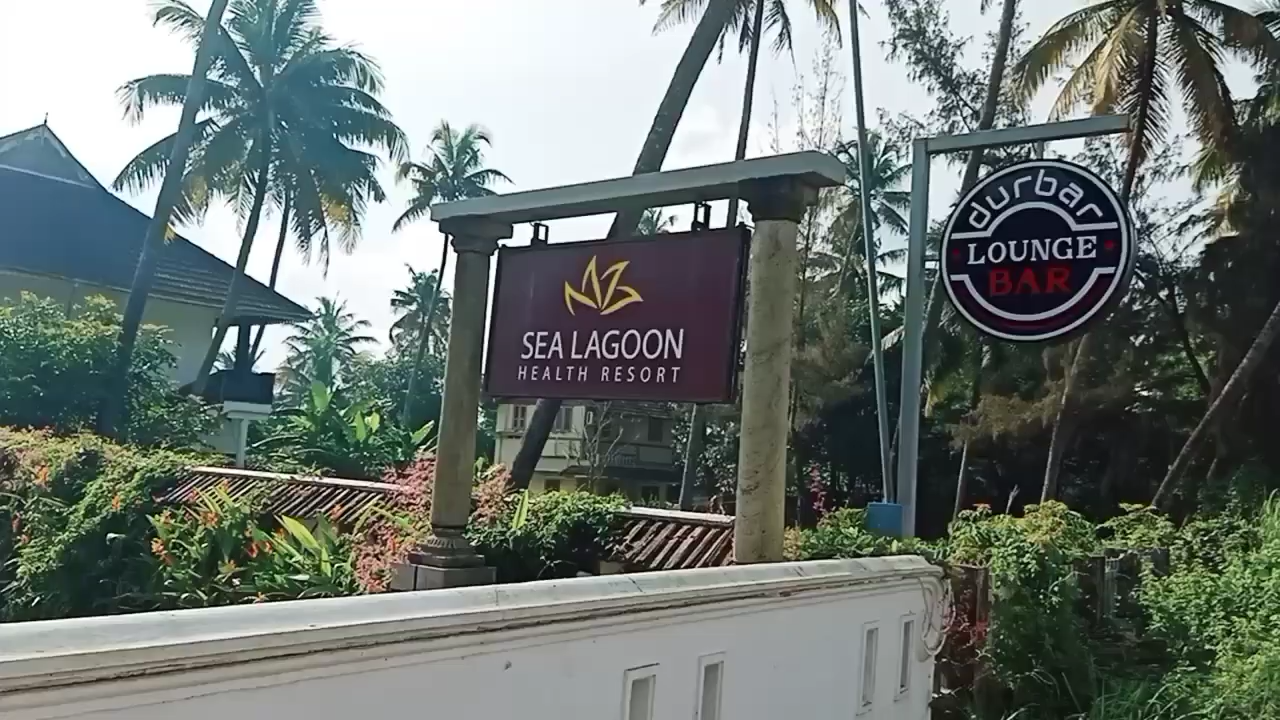 SEA LAGOON
HEALTH RESORT
durbar
LOUNGE
BAR